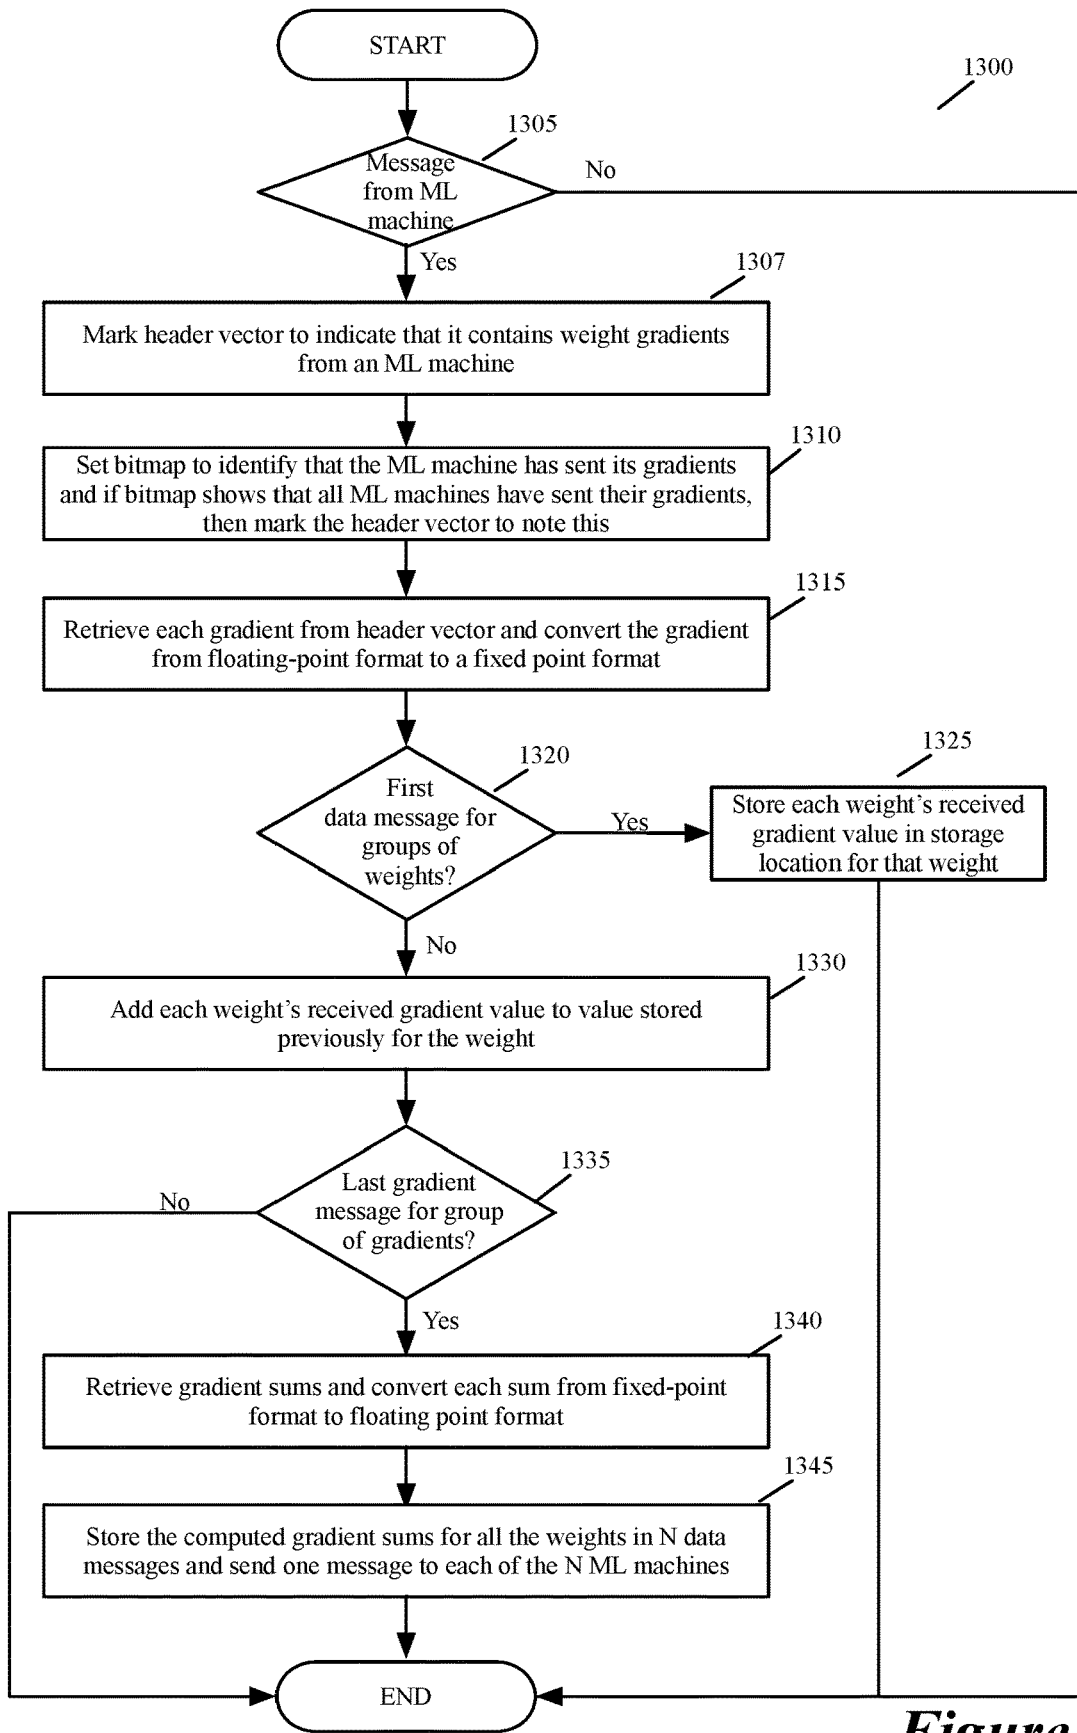 START
1300
1305
Message
from ML
machine
No
Yes
1307
Mark header vector to indicate that it contains weight gradients
from an ML machine
1310
Set bitmap to identify that the ML machine has sent its gradients
and if bitmap shows that all ML machines have sent their gradients,
then mark the header vector to note this
1315
Retrieve each gradient from header vector and convert the gradient
from floating-point format to a fixed point format
1320
First
data message for
groups of
weights?
Yes
1325
Store each weight’s received
gradient value in storage
location for that weight
No
1330
Add each weight’s received gradient value to value stored
previously for the weight
1335
Last gradient
message for group
of gradients?
No
Yes
1340
Retrieve gradient sums and convert each sum from fixed-point
format to floating point format
1345
Store the computed gradient sums for all the weights in N data
messages and send one message to each of the N ML machines
END
Figure